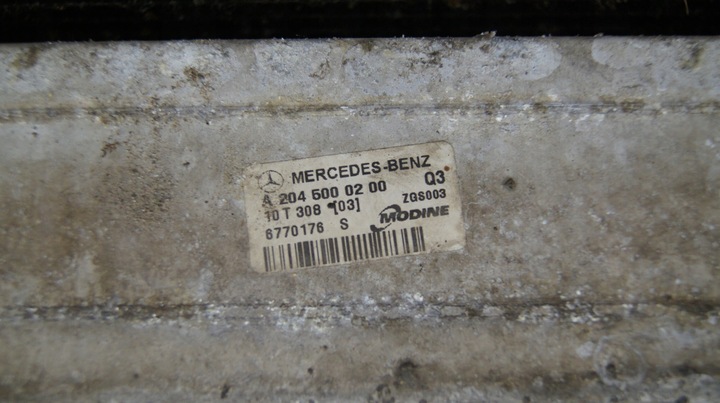 MERCEDES-BENZ
A 204 500 02 00 Q3
10 T 308 [03] ZGS003
6770176 S MODINE